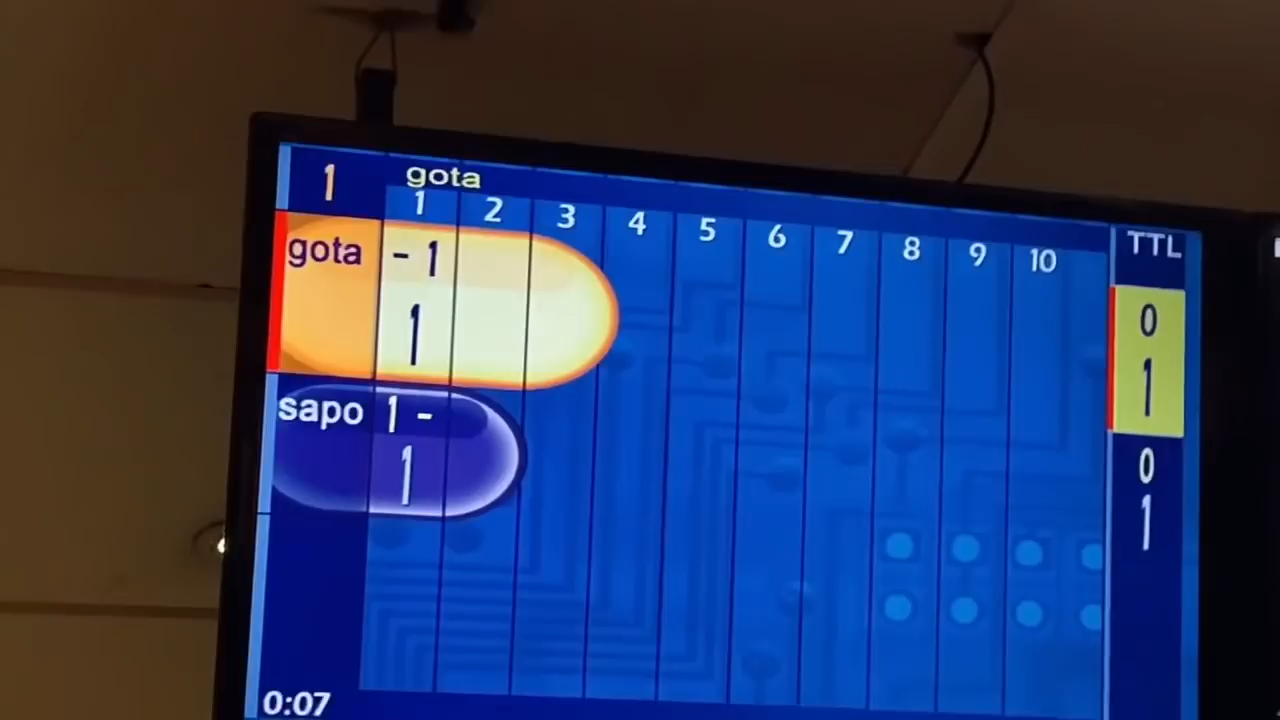 1 gota
1 2 3 4 5 6 7 8 9 10 TTL
gota - 1 0
1 1
sapo 1 - 0
1 1
0:07